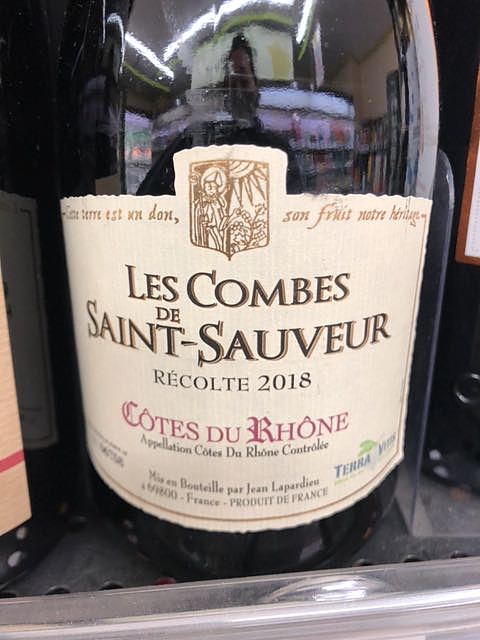 Cette terre est un don, son fruit notre héritage
LES COMBES
DE
SAINT-SAUVEUR
RÉCOLTE 2018
CÔTES DU RHÔNE
Appellation Côtes Du Rhône Contrôlée
TERRA VITIS
Mis en Bouteille par Jean Lapardieu
à 69800 - France - PRODUIT DE FRANCE